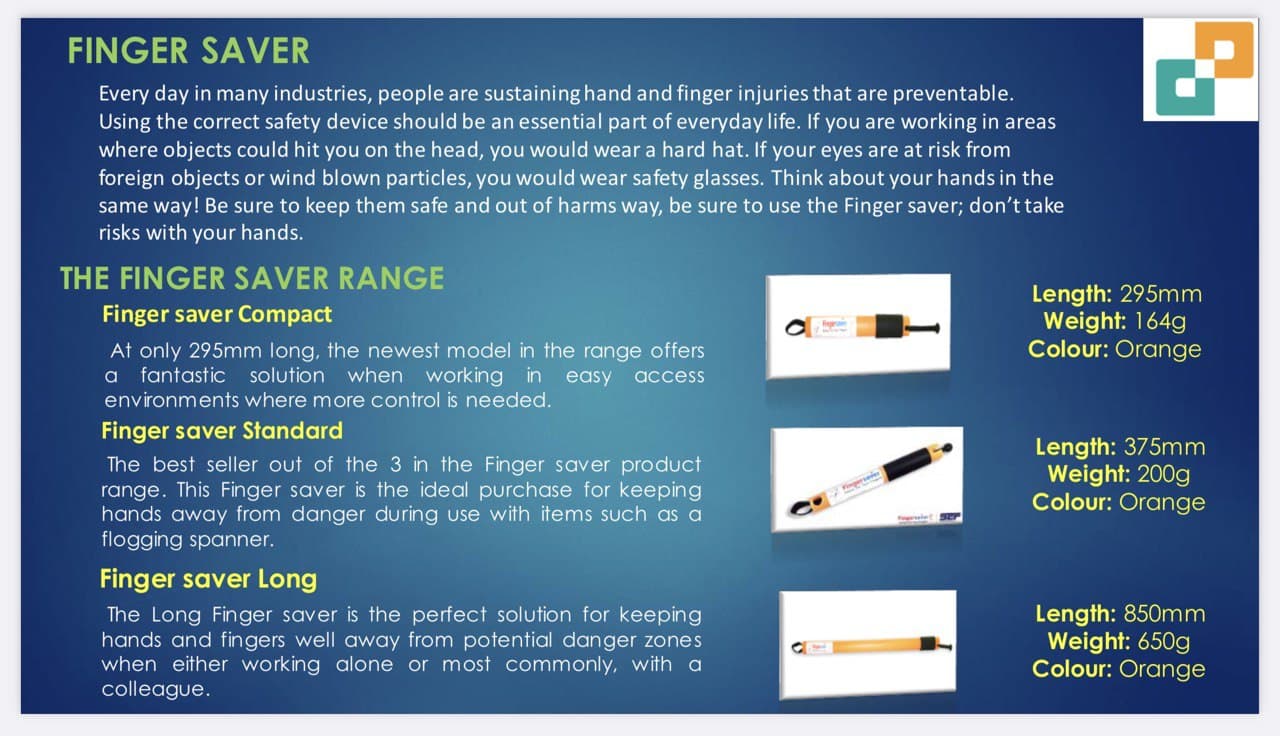 FINGER SAVER
Every day in many industries, people are sustaining hand and finger injuries that are preventable.
Using the correct safety device should be an essential part of everyday life. If you are working in areas
where objects could hit you on the head, you would wear a hard hat. If your eyes are at risk from
foreign objects or wind blown particles, you would wear safety glasses. Think about your hands in the
same way! Be sure to keep them safe and out of harms way, be sure to use the Finger saver; don’t take
risks with your hands.
THE FINGER SAVER RANGE
Finger saver Compact
At only 295mm long, the newest model in the range offers
a fantastic solution when working in easy access
environments where more control is needed.
Length: 295mm
Weight: 164g
Colour: Orange
Finger saver Standard
The best seller out of the 3 in the Finger saver product
range. This Finger saver is the ideal purchase for keeping
hands away from danger during use with items such as a
flogging spanner.
Fingersaver
Length: 375mm
Weight: 200g
Colour: Orange
Finger saver Long
The Long Finger saver is the perfect solution for keeping
hands and fingers well away from potential danger zones
when either working alone or most commonly, with a
colleague.
Length: 850mm
Weight: 650g
Colour: Orange